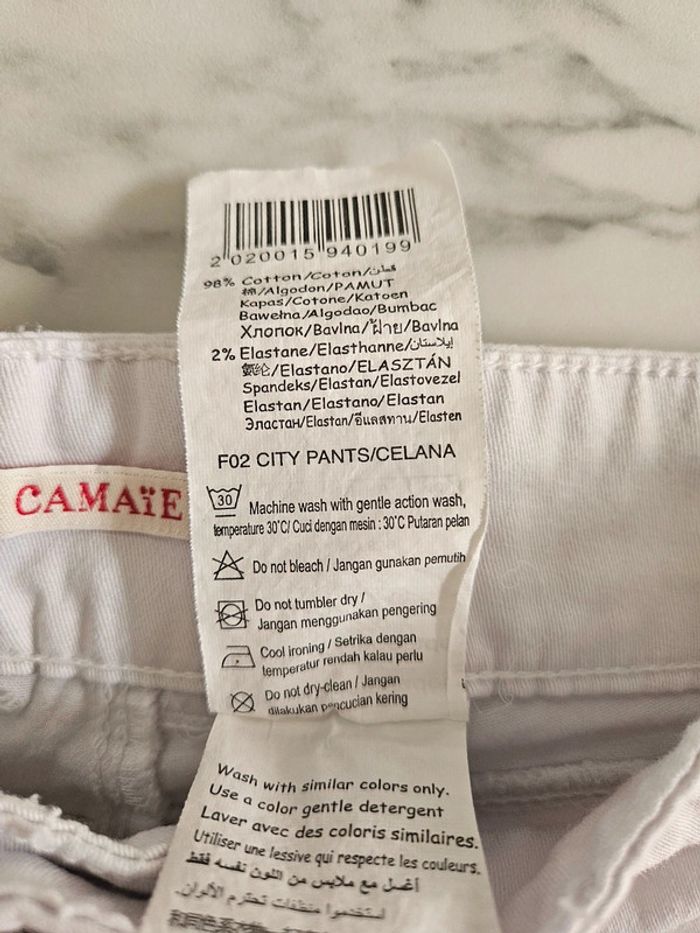 2 020015 940199
98% Cotton/Coton/قطن
棉/Algodon/PAMUT
Kapas/Cotone/Katoen
Bawełna/Algodao/Bumbac
Хлопок/Bavlna/ฝ้าย/Bavlna
2% Elastane/Elasthanne/إيلاستان
氨纶/Elastano/ELASZTÁN
Spandeks/Elastan/Elastovezel
Elastan/Elastano/Elastan
Эластан/Elastan/อีแลสทาน/Elasten
F02 CITY PANTS/CELANA
CAMAïE
30 Machine wash with gentle action wash,
temperature 30°C/ Cuci dengan mesin : 30°C Putaran pelan
Do not bleach / Jangan gunakan pemutih
Do not tumbler dry /
Jangan menggunakan pengering
Cool ironing / Setrika dengan
temperatur rendah kalau perlu
Do not dry-clean / Jangan
dilakukan pencucian kering
Wash with similar colors only.
Use a color gentle detergent
Laver avec des coloris similaires.
Utiliser une lessive qui respecte les couleurs.
أغسل مع ملابس من اللون نفسه فقط
استخدموا منظفات تحترم الألوان.